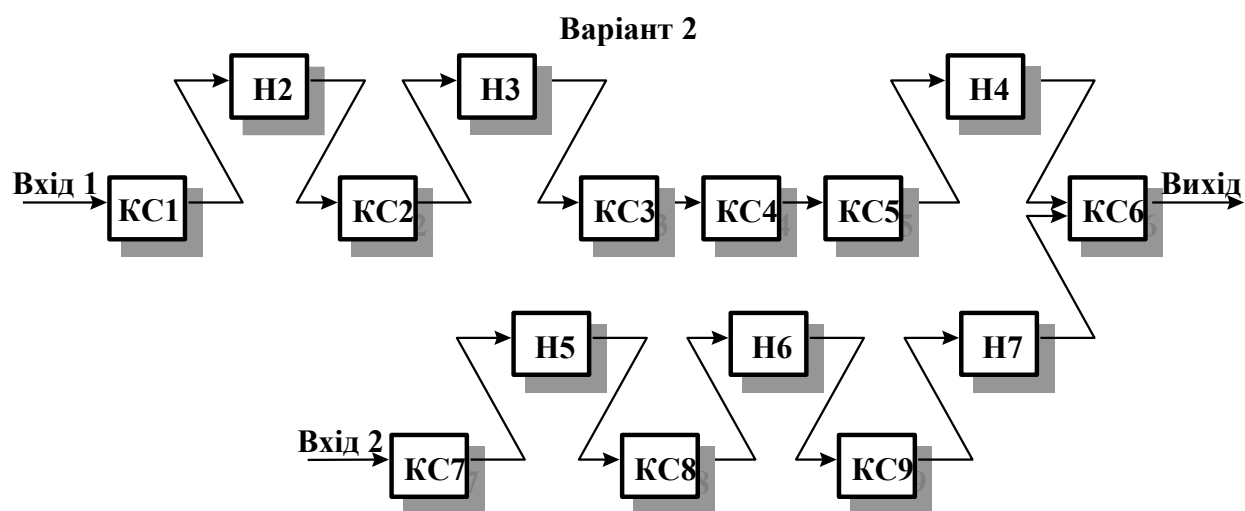 Варіант 2
Н2 Н3 Н4
Вхід 1 КС1 КС2 КС3 КС4 КС5 КС6 Вихід
Н5 Н6 Н7
Вхід 2 КС7 КС8 КС9